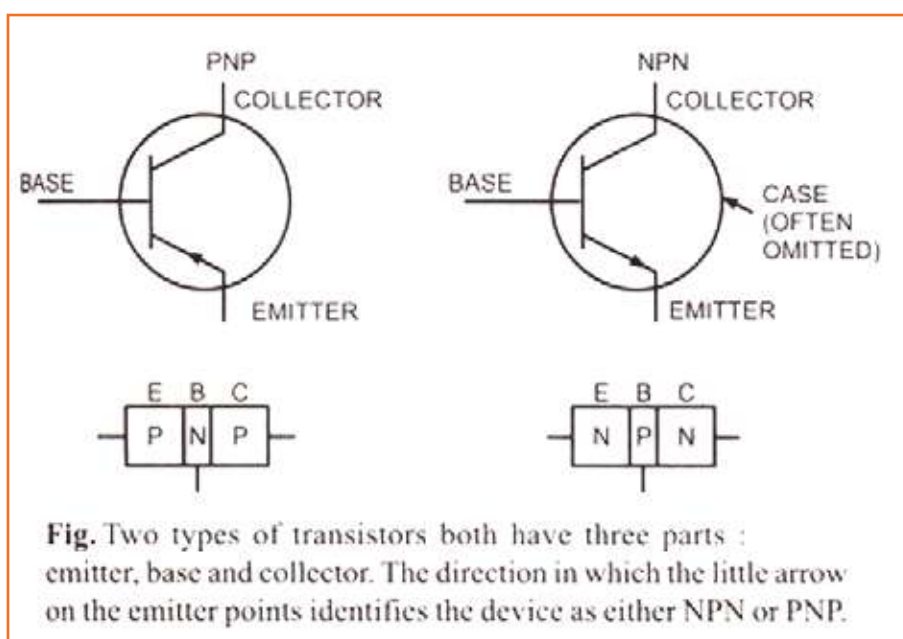 PNP
COLLECTOR
BASE
EMITTER
NPN
COLLECTOR
BASE
CASE
(OFTEN
OMITTED)
EMITTER
E B C
P N P
E B C
N P N
Fig. Two types of transistors both have three parts :
emitter, base and collector. The direction in which the little arrow
on the emitter points identifies the device as either NPN or PNP.